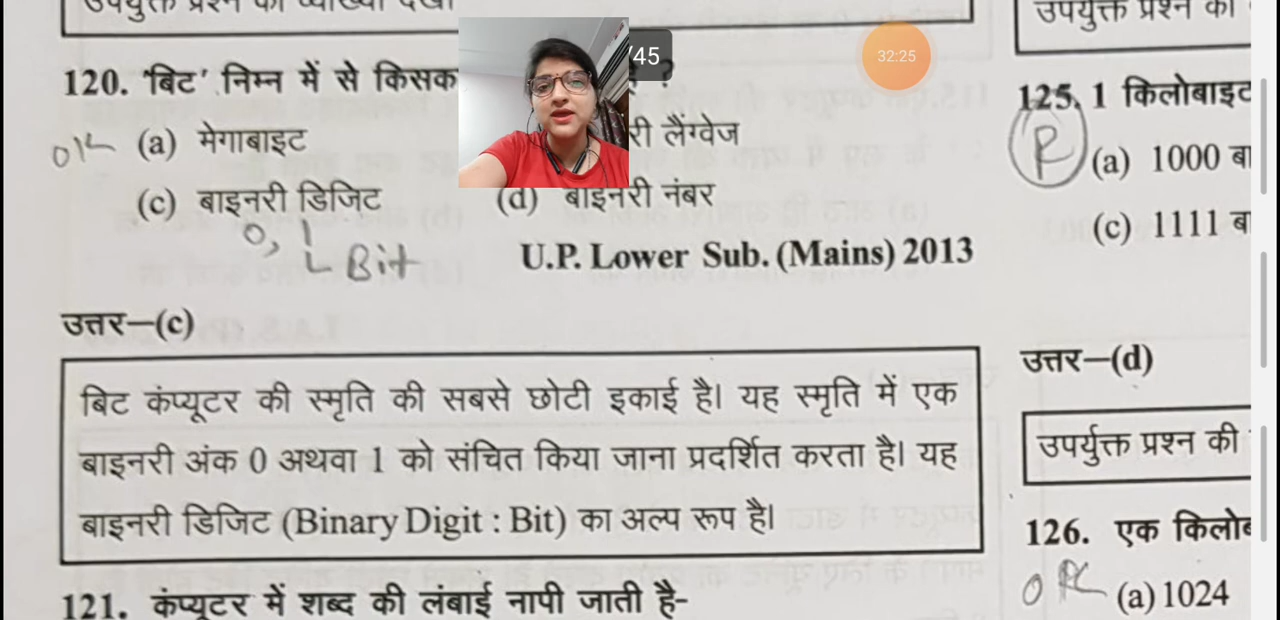 120. 'बिट' निम्न में से किसक
?
/45
32:25
ok (a) मेगाबाइट
री लैंग्वेज
(c) बाइनरी डिजिट
(d) बाइनरी नंबर
0, 1
Bit
U.P. Lower Sub. (Mains) 2013
उत्तर–(c)
बिट कंप्यूटर की स्मृति की सबसे छोटी इकाई है। यह स्मृति में एक
बाइनरी अंक 0 अथवा 1 को संचित किया जाना प्रदर्शित करता है। यह
बाइनरी डिजिट (Binary Digit : Bit) का अल्प रूप है।
121. कंप्यूटर में शब्द की लंबाई नापी जाती है-
उपर्युक्त प्रश्न की
125. 1 किलोबाइट
R
(a) 1000 बा
(c) 1111 बा
उत्तर–(d)
उपर्युक्त प्रश्न की
126. एक किलोब
(a) 1024